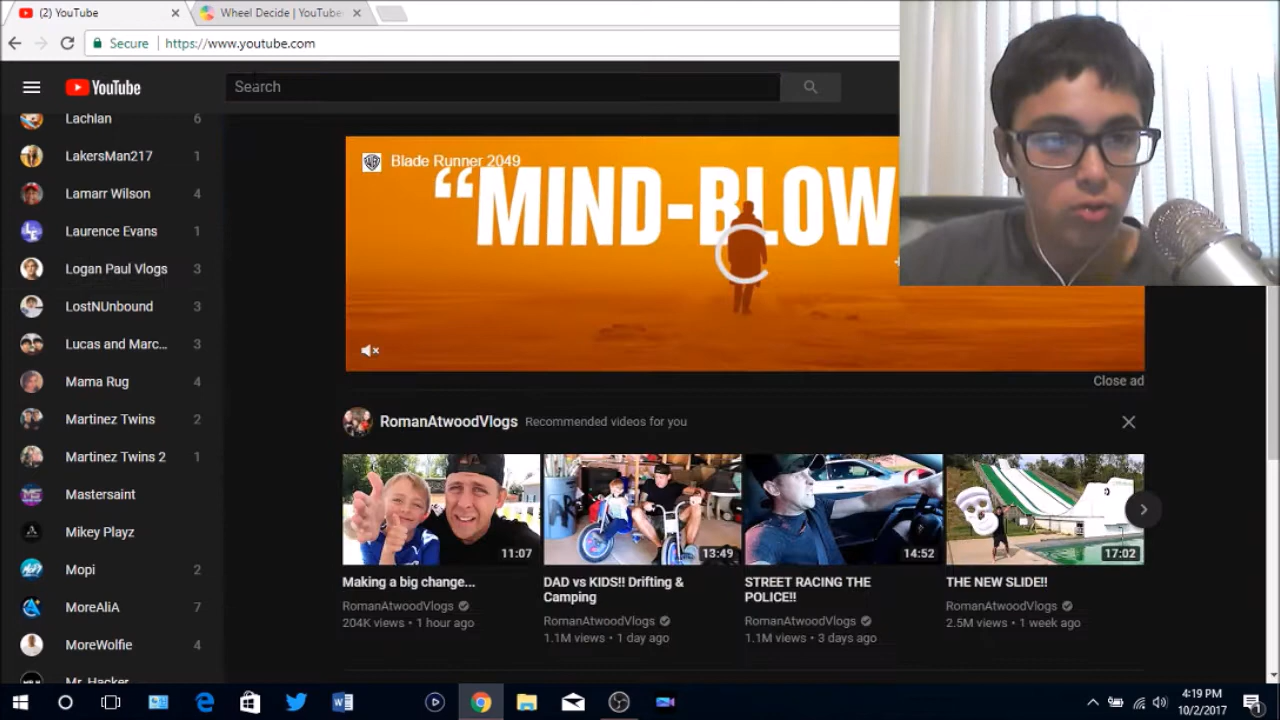 (2) YouTube
Wheel Decide | YouTube
Secure
https://www.youtube.com
YouTube
Search
Lachlan 6
LakersMan217 1
Lamarr Wilson 4
Laurence Evans 1
Logan Paul Vlogs 3
LostNUnbound 3
Lucas and Marc... 3
Mama Rug 4
Martinez Twins 2
Martinez Twins 2 1
Mastersaint
Mikey Playz
Mopi 2
MoreAliA 7
MoreWolfie 4
Mr. Hacker
Blade Runner 2049
“MIND-BLOW
Close ad
RomanAtwoodVlogs Recommended videos for you
11:07
13:49
14:52
17:02
Making a big change...
RomanAtwoodVlogs
204K views • 1 hour ago
DAD vs KIDS!! Drifting &
Camping
RomanAtwoodVlogs
1.1M views • 1 day ago
STREET RACING THE
POLICE!!
RomanAtwoodVlogs
1.1M views • 3 days ago
THE NEW SLIDE!!
RomanAtwoodVlogs
2.5M views • 1 week ago
4:19 PM
10/2/2017
1